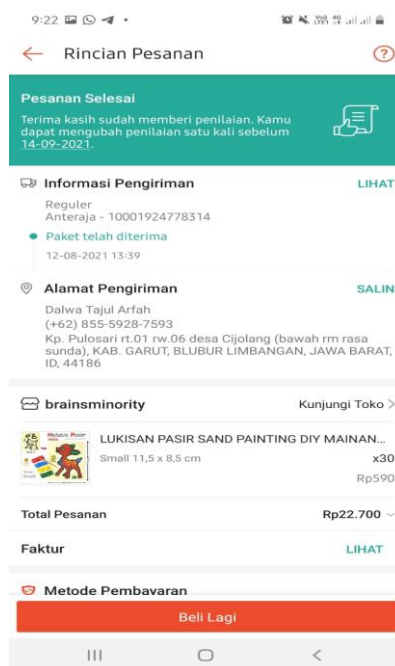 9:22
Rincian Pesanan
?
Pesanan Selesai
Terima kasih sudah memberi penilaian. Kamu
dapat mengubah penilaian satu kali sebelum
14-09-2021.
Informasi Pengiriman LIHAT
Reguler
Anteraja - 10001924778314
Paket telah diterima
12-08-2021 13:39
Alamat Pengiriman SALIN
Dalwa Tajul Arfah
(+62) 855-5928-7593
Kp. Pulosari rt.01 rw.06 desa Cijolang (bawah rm rasa
sunda), KAB. GARUT, BLUBUR LIMBANGAN, JAWA BARAT,
ID, 44186
brainsminority Kunjungi Toko >
LUKISAN PASIR SAND PAINTING DIY MAINAN...
Small 11,5 x 8,5 cm x30
Rp590
Total Pesanan Rp22.700
Faktur LIHAT
Metode Pembayaran
Beli Lagi